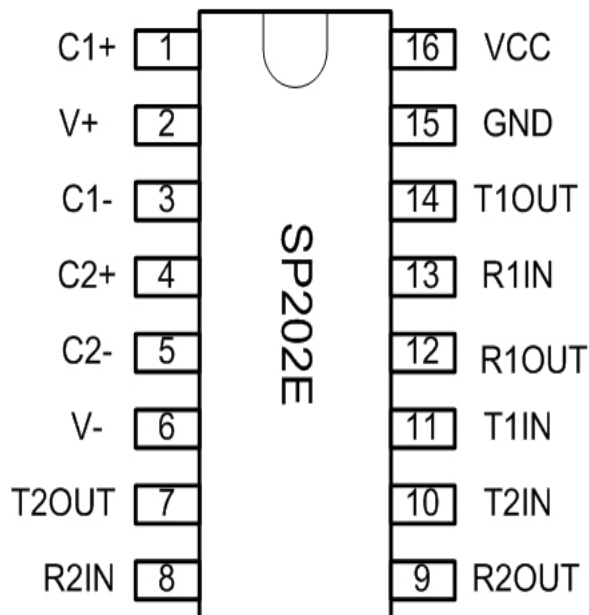 C1+ 1 16 VCC
V+ 2 15 GND
C1- 3 14 T1OUT
C2+ 4 13 R1IN
C2- 5 12 R1OUT
V- 6 11 T1IN
T2OUT 7 10 T2IN
R2IN 8 9 R2OUT
SP202E